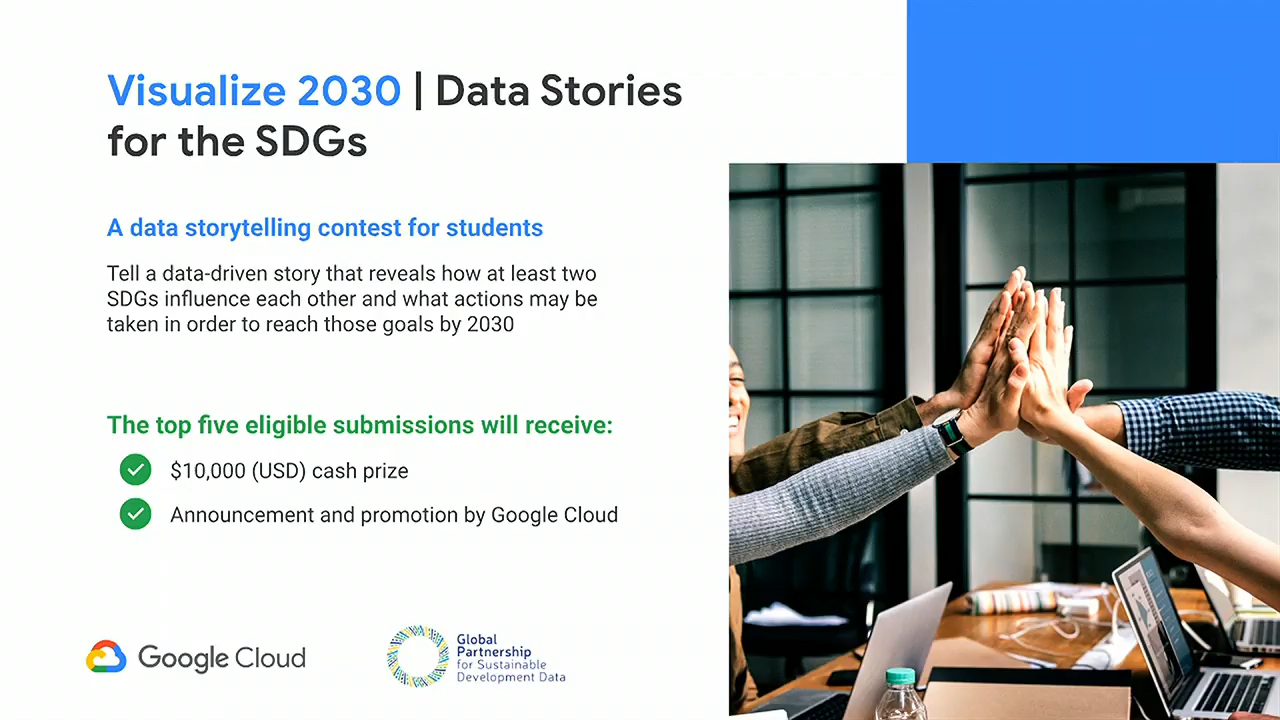 Visualize 2030 | Data Stories
for the SDGs
A data storytelling contest for students
Tell a data-driven story that reveals how at least two
SDGs influence each other and what actions may be
taken in order to reach those goals by 2030
The top five eligible submissions will receive:
$10,000 (USD) cash prize
Announcement and promotion by Google Cloud
Google Cloud
Global
Partnership
for Sustainable
Development Data